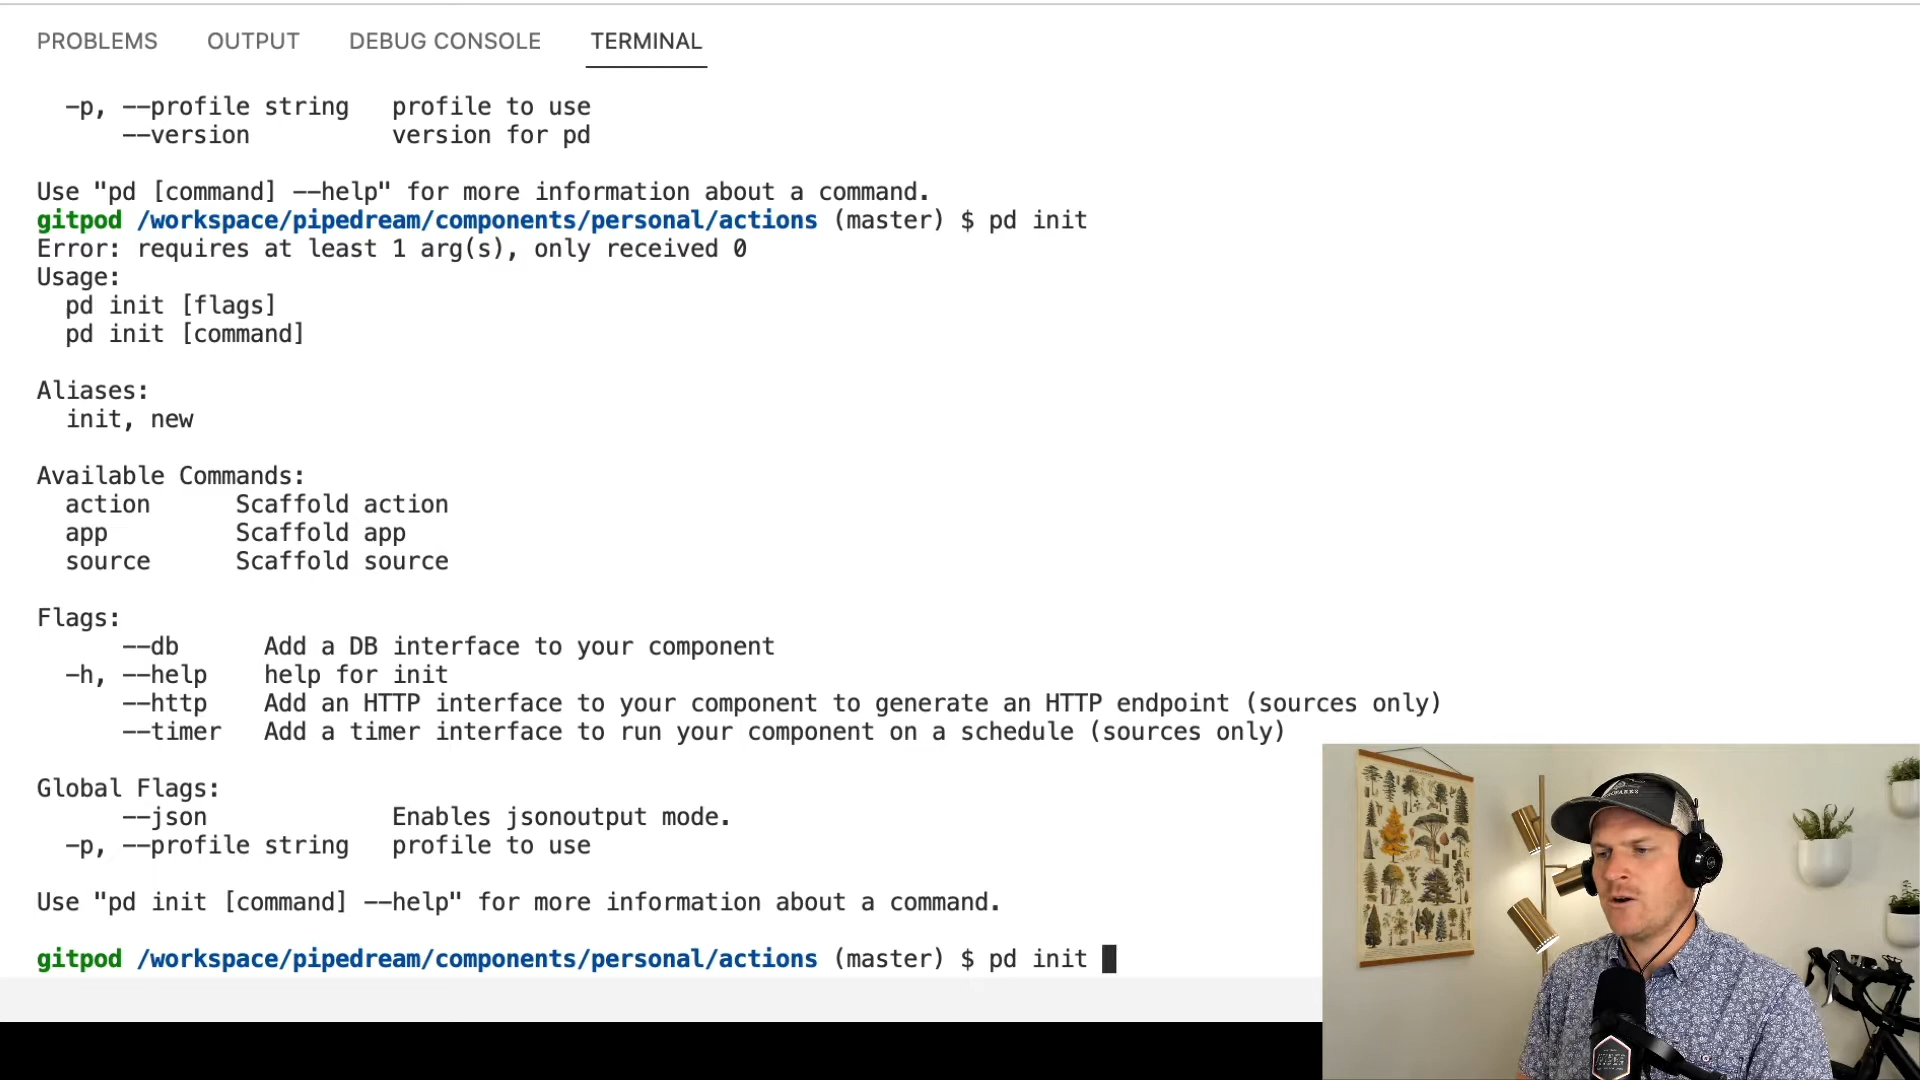 PROBLEMS OUTPUT DEBUG CONSOLE TERMINAL
-p, --profile string   profile to use
--version   version for pd
Use "pd [command] --help" for more information about a command.
gitpod /workspace/pipedream/components/personal/actions (master) $ pd init
Error: requires at least 1 arg(s), only received 0
Usage:
pd init [flags]
pd init [command]
Aliases:
init, new
Available Commands:
action   Scaffold action
app   Scaffold app
source   Scaffold source
Flags:
--db   Add a DB interface to your component
-h, --help   help for init
--http   Add an HTTP interface to your component to generate an HTTP endpoint (sources only)
--timer   Add a timer interface to run your component on a schedule (sources only)
Global Flags:
--json   Enables jsonoutput mode.
-p, --profile string   profile to use
Use "pd init [command] --help" for more information about a command.
gitpod /workspace/pipedream/components/personal/actions (master) $ pd init